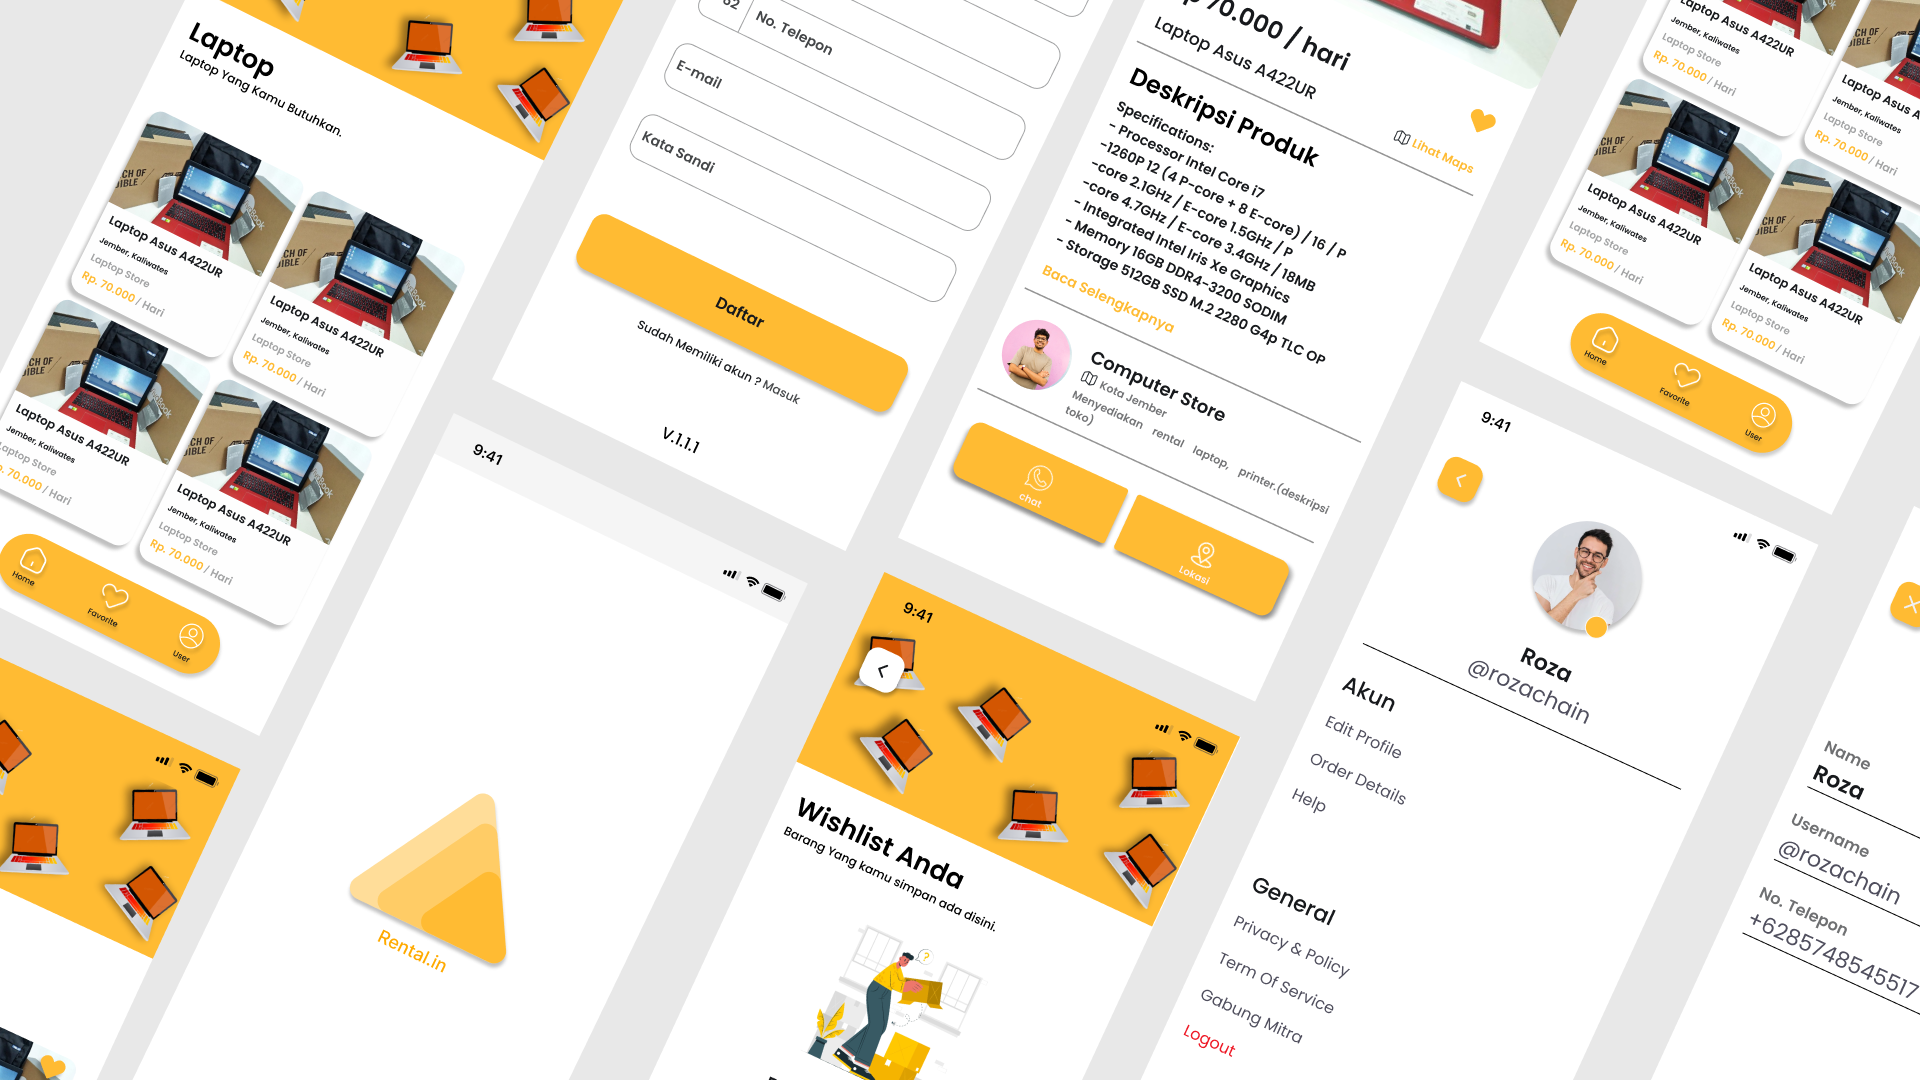 Laptop
Laptop Yang Kamu Butuhkan.
Laptop Asus A422UR
Jember, Kaliwates
Laptop Store
Rp. 70.000 / Hari
Laptop Asus A422UR
Jember, Kaliwates
Laptop Store
Rp. 70.000 / Hari
Laptop Asus A422UR
Jember, Kaliwates
Laptop Store
70.000 / Hari
Laptop Asus A422UR
Jember, Kaliwates
Laptop Store
Rp. 70.000 / Hari
Home
Favorite
User
No. Telepon
E-mail
Kata Sandi
Daftar
Sudah Memiliki akun ? Masuk
V.1.1.1
9:41
Rental.in
70.000 / hari
Laptop Asus A422UR
Deskripsi Produk
Lihat Maps
Specifications:
- Processor Intel Core i7
-1260P 12 (4 P-core + 8 E-core) / 16 / P
-core 2.1GHz / E-core 1.5GHz / P
-core 4.7GHz / E-core 3.4GHz / 18MB
- Integrated Intel Iris Xe Graphics
- Memory 16GB DDR4-3200 SODIM
- Storage 512GB SSD M.2 2280 G4p TLC OP
Baca Selengkapnya
Computer Store
Kota Jember
Menyediakan rental laptop, printer.(deskripsi
toko)
chat
Lokasi
9:41
Wishlist Anda
Barang Yang kamu simpan ada disini.
?
Laptop Asus A422UR
Jember, Kaliwates
Laptop Store
Rp. 70.000 / Hari
Laptop Asus
Jember, Kaliwates
Laptop Store
Rp. 70.000 / Hari
Laptop Asus A422UR
Jember, Kaliwates
Laptop Store
Rp. 70.000 / Hari
Laptop Asus A422UR
Jember, Kaliwates
Laptop Store
Rp. 70.000 / Hari
Home
Favorite
User
9:41
Roza
@rozachain
Akun
Edit Profile
Order Details
Help
General
Privacy & Policy
Term Of Service
Gabung Mitra
Logout
Name
Roza
Username
@rozachain
No. Telepon
+6285748545517